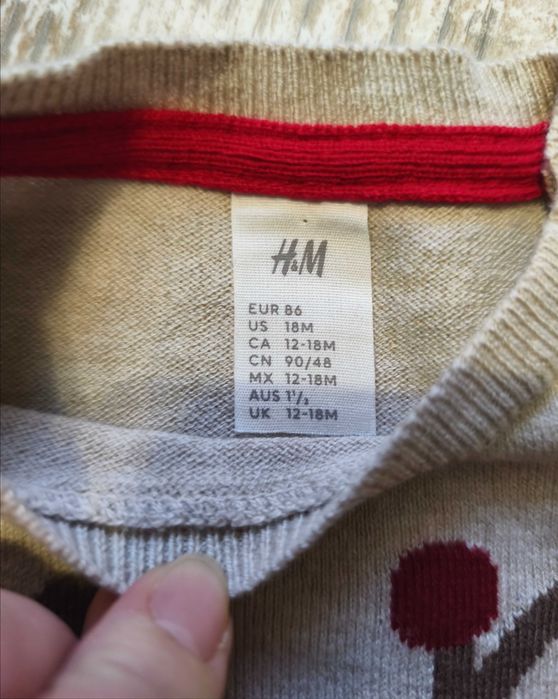 H&M
EUR 86
US 18M
CA 12-18M
CN 90/48
MX 12-18M
AUS 1½
UK 12-18M